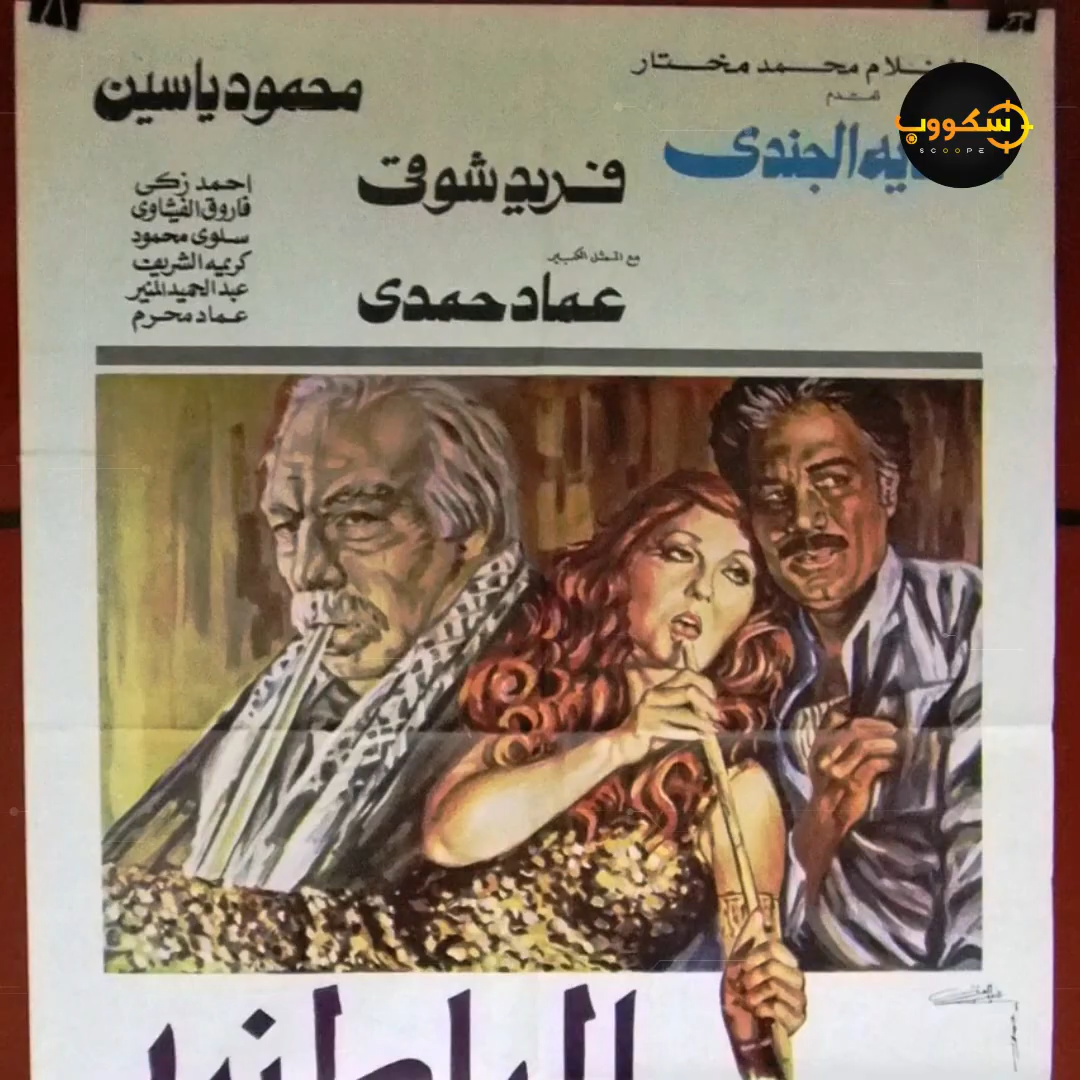 محمد مختار
تقدم
سكووب
SCOOPE
الجندى
محمود ياسين
فريد شوقى
مع الممثل الكبير
عماد حمدى
احمد زكى
فاروق الفيشاوى
سلوى محمود
كريمه الشريف
عبد الحميد المنير
عماد محرم